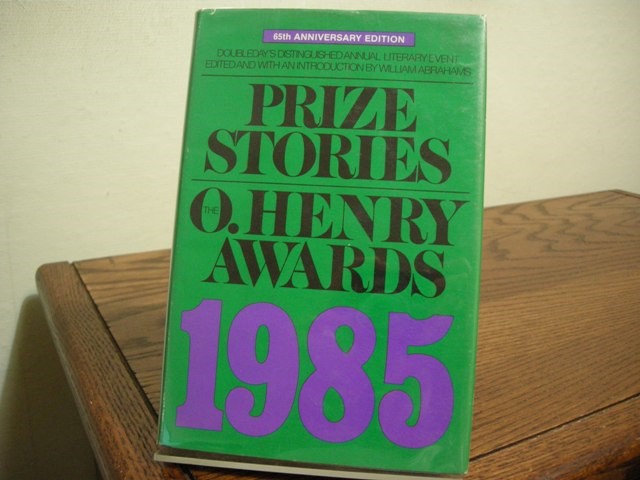 65th ANNIVERSARY EDITION
DOUBLEDAY'S DISTINGUISHED ANNUAL LITERARY EVENT
EDITED AND WITH AN INTRODUCTION BY WILLIAM ABRAHAMS
PRIZE
STORIES
THE O. HENRY
AWARDS
1985